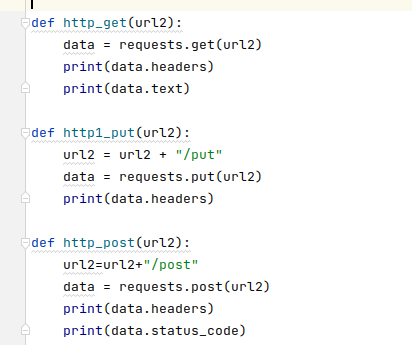 def http_get(url2):
    data = requests.get(url2)
    print(data.headers)
    print(data.text)

def http1_put(url2):
    url2 = url2 + "/put"
    data = requests.put(url2)
    print(data.headers)

def http_post(url2):
    url2=url2+"/post"
    data = requests.post(url2)
    print(data.headers)
    print(data.status_code)